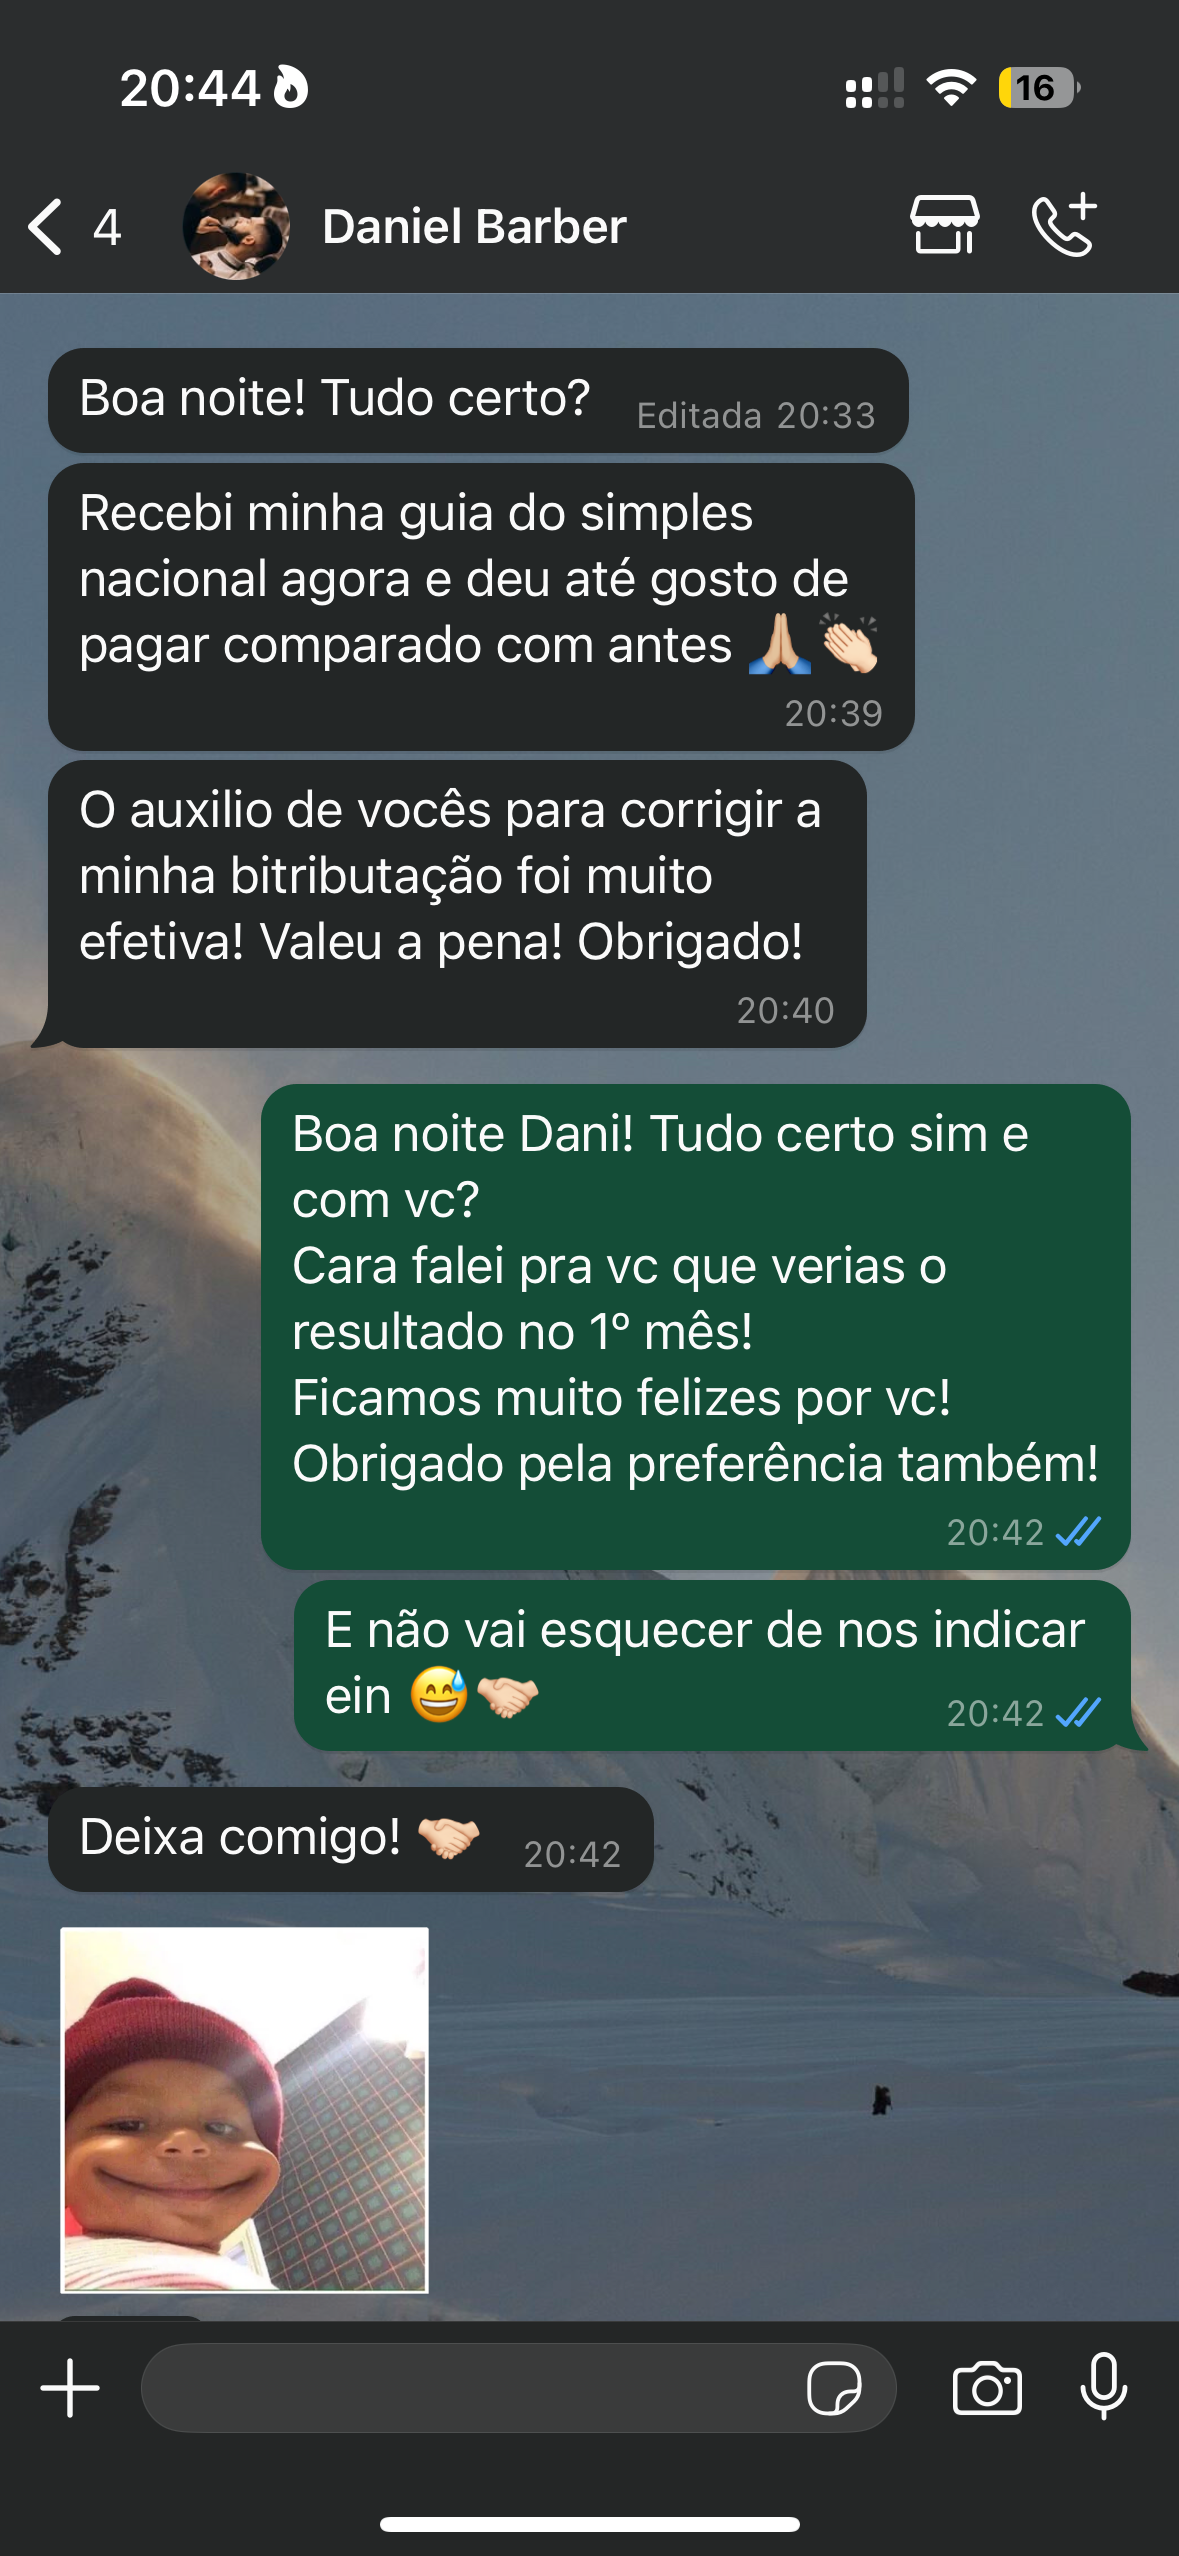 20:44
16
4
Daniel Barber
Boa noite! Tudo certo?
Editada 20:33
Recebi minha guia do simples
nacional agora e deu até gosto de
pagar comparado com antes 🙏🏻👏🏻
20:39
O auxilio de vocês para corrigir a
minha bitributação foi muito
efetiva! Valeu a pena! Obrigado!
20:40
Boa noite Dani! Tudo certo sim e
com vc?
Cara falei pra vc que verias o
resultado no 1º mês!
Ficamos muito felizes por vc!
Obrigado pela preferência também!
20:42
E não vai esquecer de nos indicar
ein 😅🤝🏻
20:42
Deixa comigo! 🤝🏻
20:42